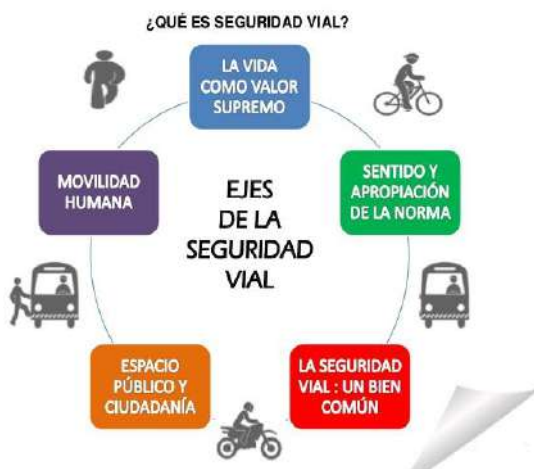 ¿QUÉ ES SEGURIDAD VIAL?
LA VIDA
COMO VALOR
SUPREMO
SENTIDO Y
APROPIACIÓN
DE LA NORMA
LA SEGURIDAD
VIAL : UN BIEN
COMÚN
ESPACIO
PÚBLICO Y
CIUDADANÍA
MOVILIDAD
HUMANA
EJES
DE LA
SEGURIDAD
VIAL